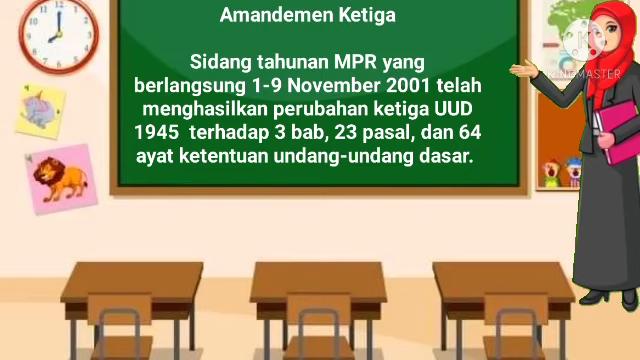 Amandemen Ketiga
Sidang tahunan MPR yang
berlangsung 1-9 November 2001 telah
menghasilkan perubahan ketiga UUD
1945 terhadap 3 bab, 23 pasal, dan 64
ayat ketentuan undang-undang dasar.
KINEMASTER